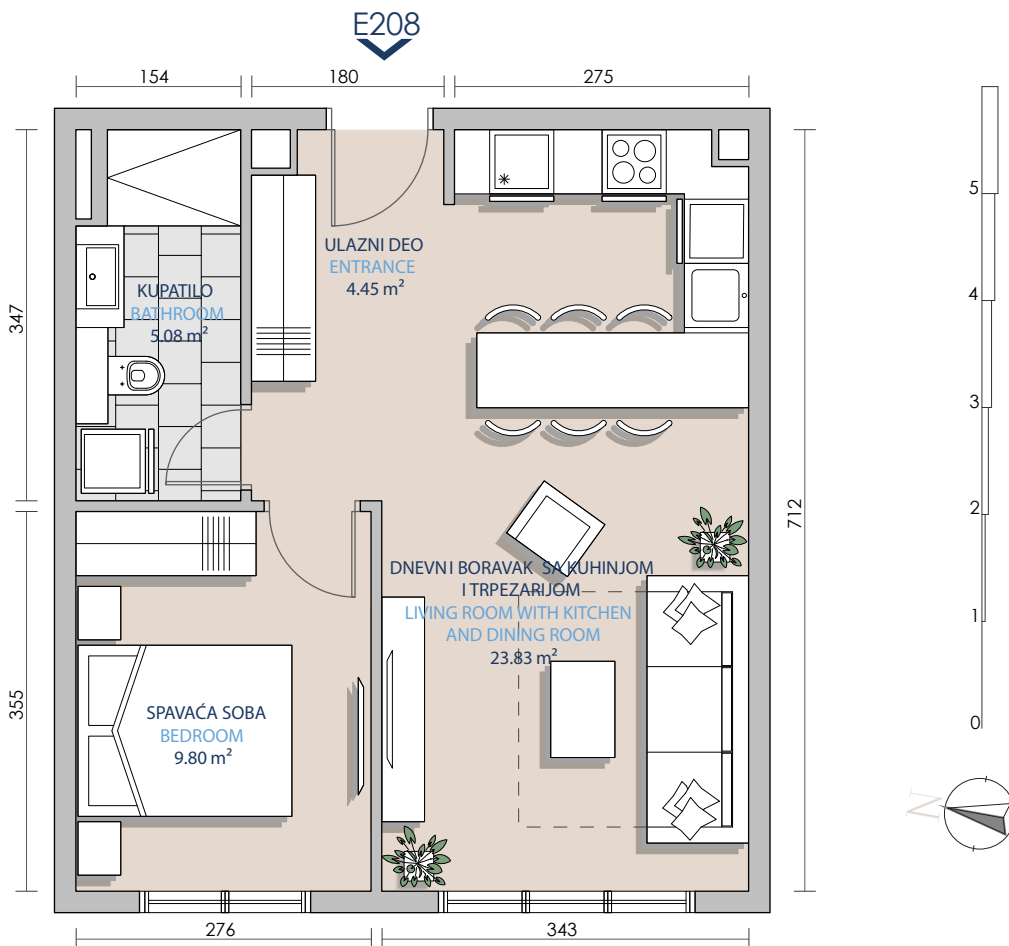 E208
154
180
275
ULAZNI DEO
ENTRANCE
4.45 m²
KUPATILO
BATHROOM
5.08 m²
347
712
DNEVNI BORAVAK SA KUHINJOM
I TRPEZARIJOM
LIVING ROOM WITH KITCHEN
AND DINING ROOM
23.83 m²
355
SPAVAĆA SOBA
BEDROOM
9.80 m²
276
343
5
4
3
2
1
0
N